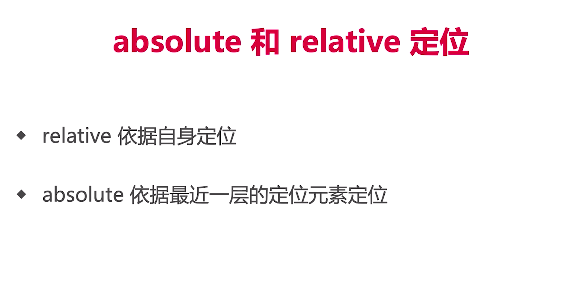 absolute 和 relative 定位
◆ relative 依据自身定位
◆ absolute 依据最近一层的定位元素定位